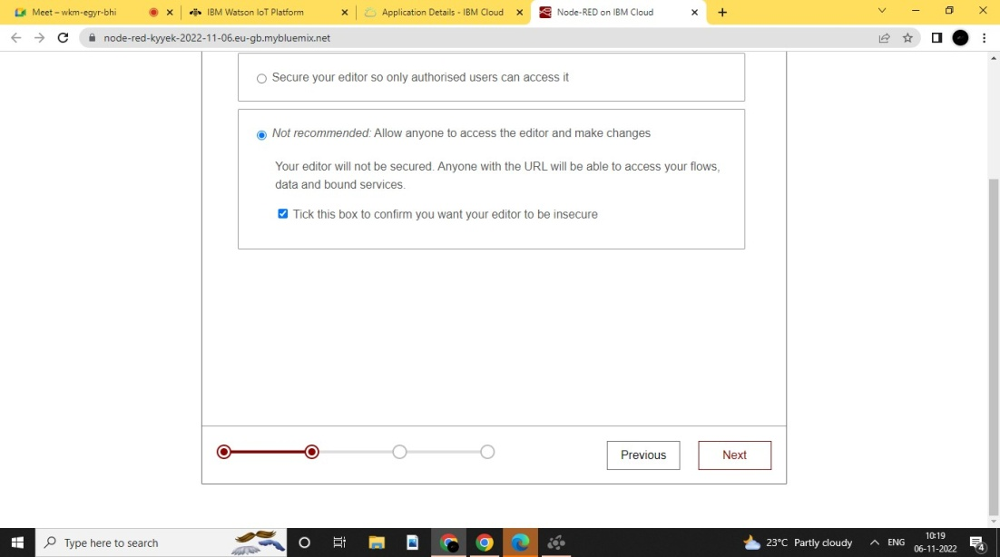 Meet – wkm-egyr-bhi
IBM Watson IoT Platform
Application Details - IBM Cloud
Node-RED on IBM Cloud
node-red-kyyek-2022-11-06.eu-gb.mybluemix.net
Secure your editor so only authorised users can access it
Not recommended: Allow anyone to access the editor and make changes
Your editor will not be secured. Anyone with the URL will be able to access your flows,
data and bound services.
Tick this box to confirm you want your editor to be insecure
Previous
Next
Type here to search
23°C Partly cloudy
ENG
10:19
06-11-2022
4